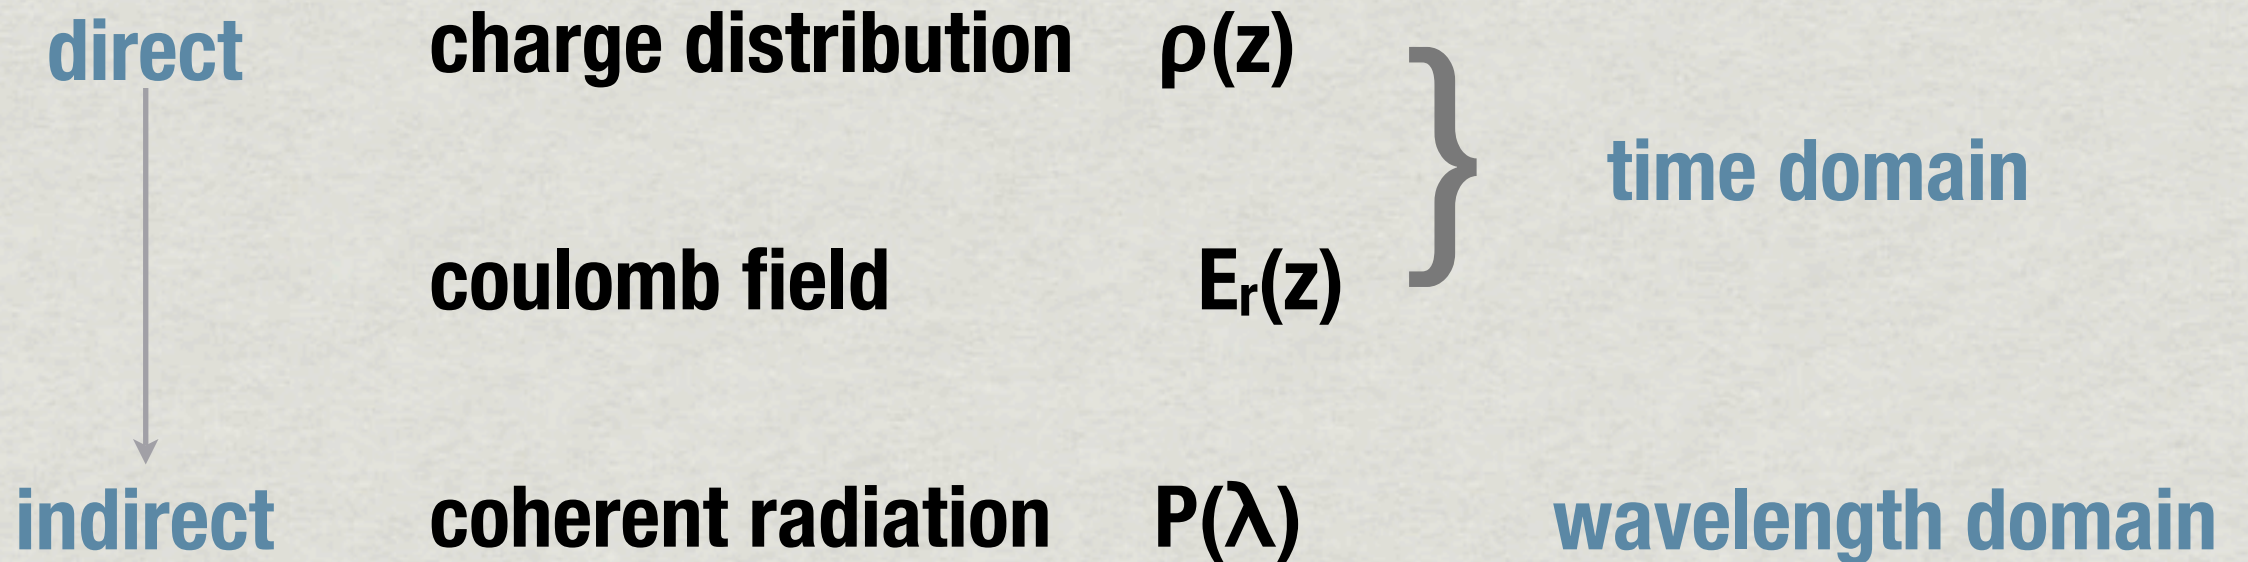 direct charge distribution ρ(z)
time domain
coulomb field Er(z)
indirect coherent radiation P(λ) wavelength domain